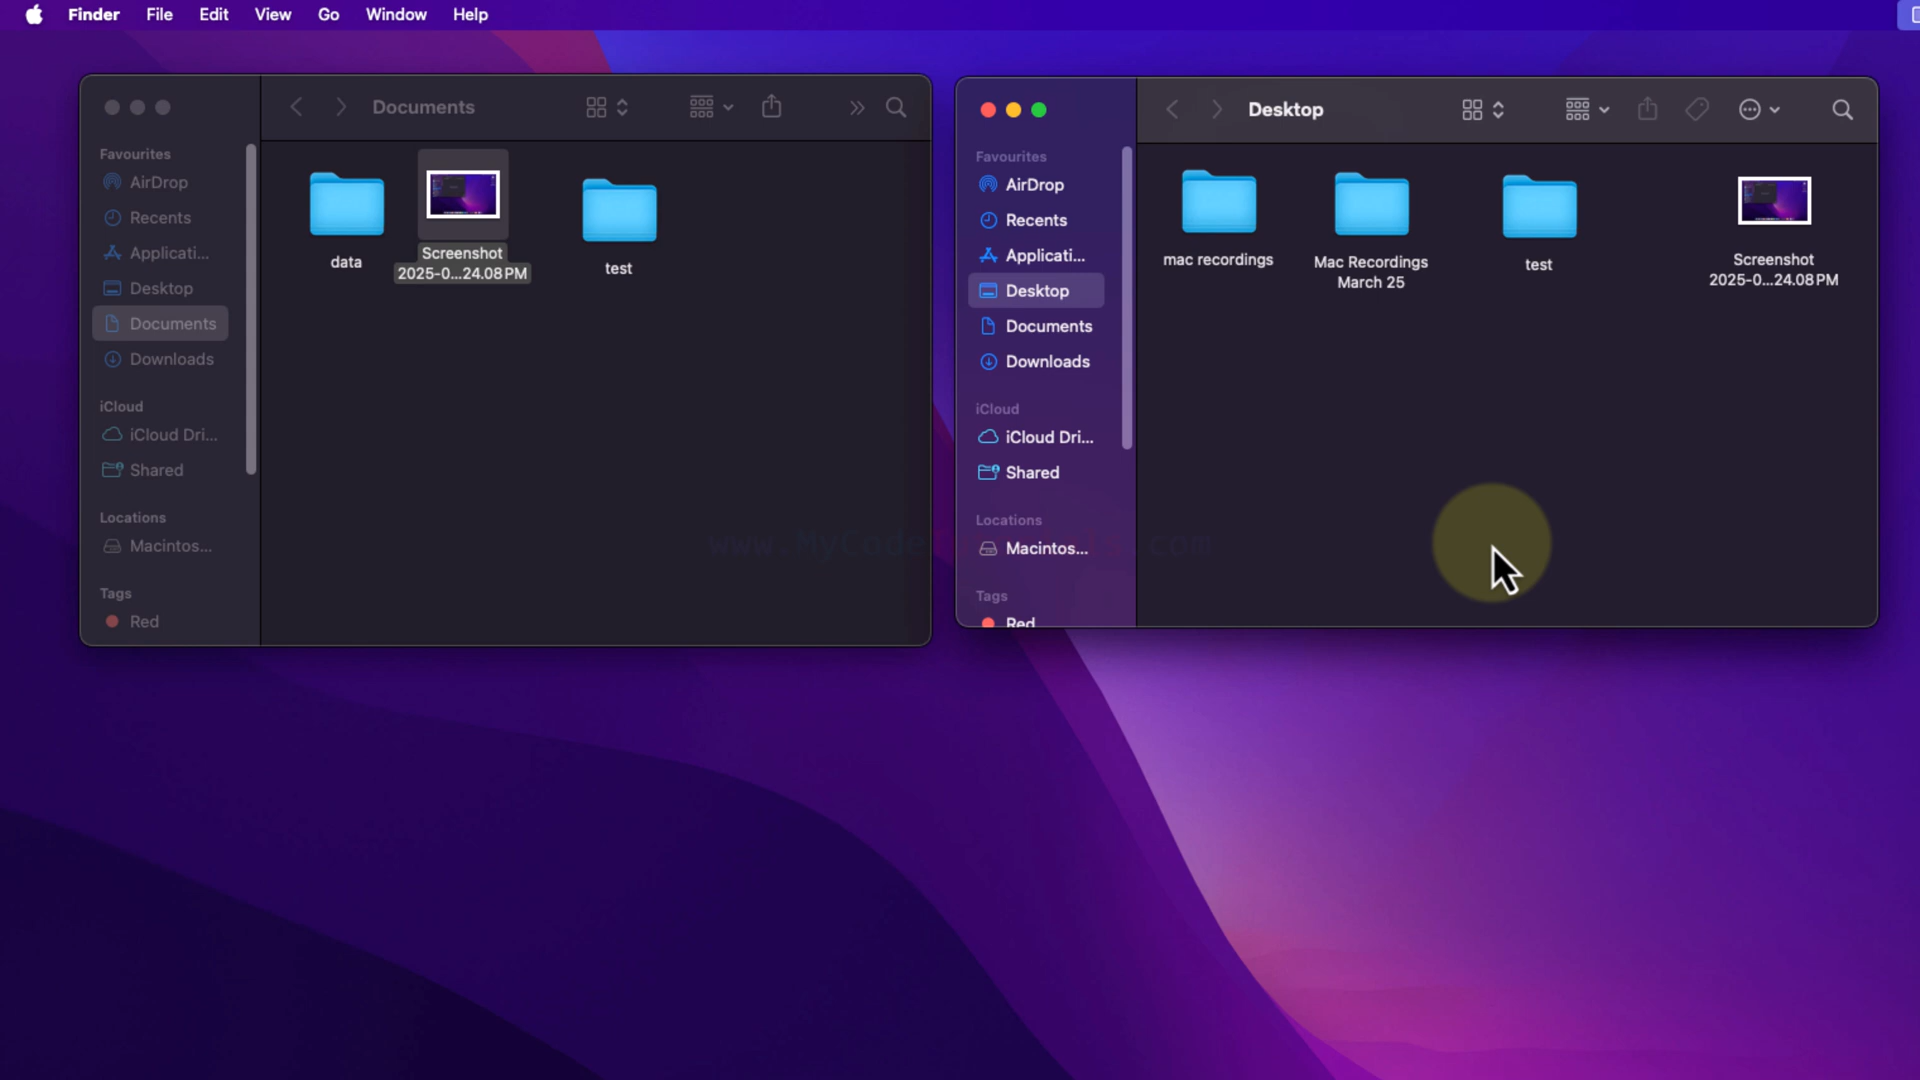 Finder File Edit View Go Window Help
Documents
Favourites
AirDrop
Recents
Applicati...
Desktop
Documents
Downloads
iCloud
iCloud Dri...
Shared
Locations
Macintos...
Tags
Red
data
Screenshot
2025-0...24.08 PM
test
Desktop
Favourites
AirDrop
Recents
Applicati...
Desktop
Documents
Downloads
iCloud
iCloud Dri...
Shared
Locations
Macintos...
Tags
Red
mac recordings
Mac Recordings
March 25
test
Screenshot
2025-0...24.08 PM